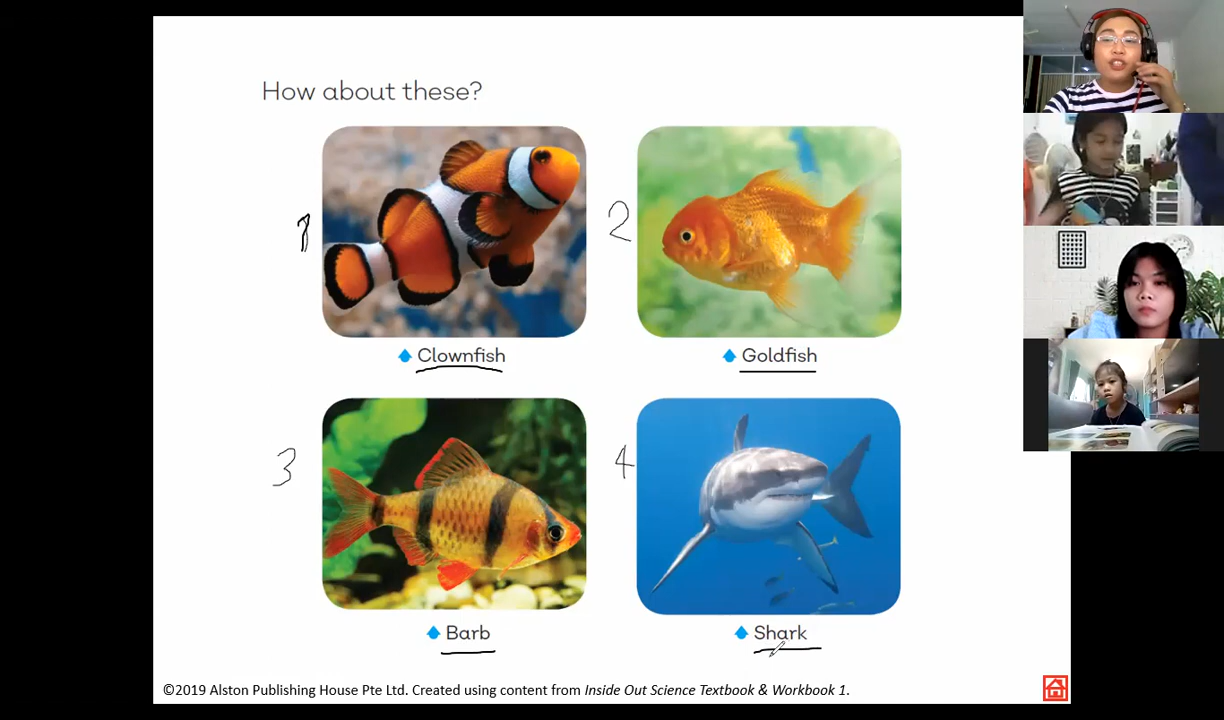 How about these?
1
2
Clownfish
Goldfish
3
4
Barb
Shark
©2019 Alston Publishing House Pte Ltd. Created using content from Inside Out Science Textbook & Workbook 1.